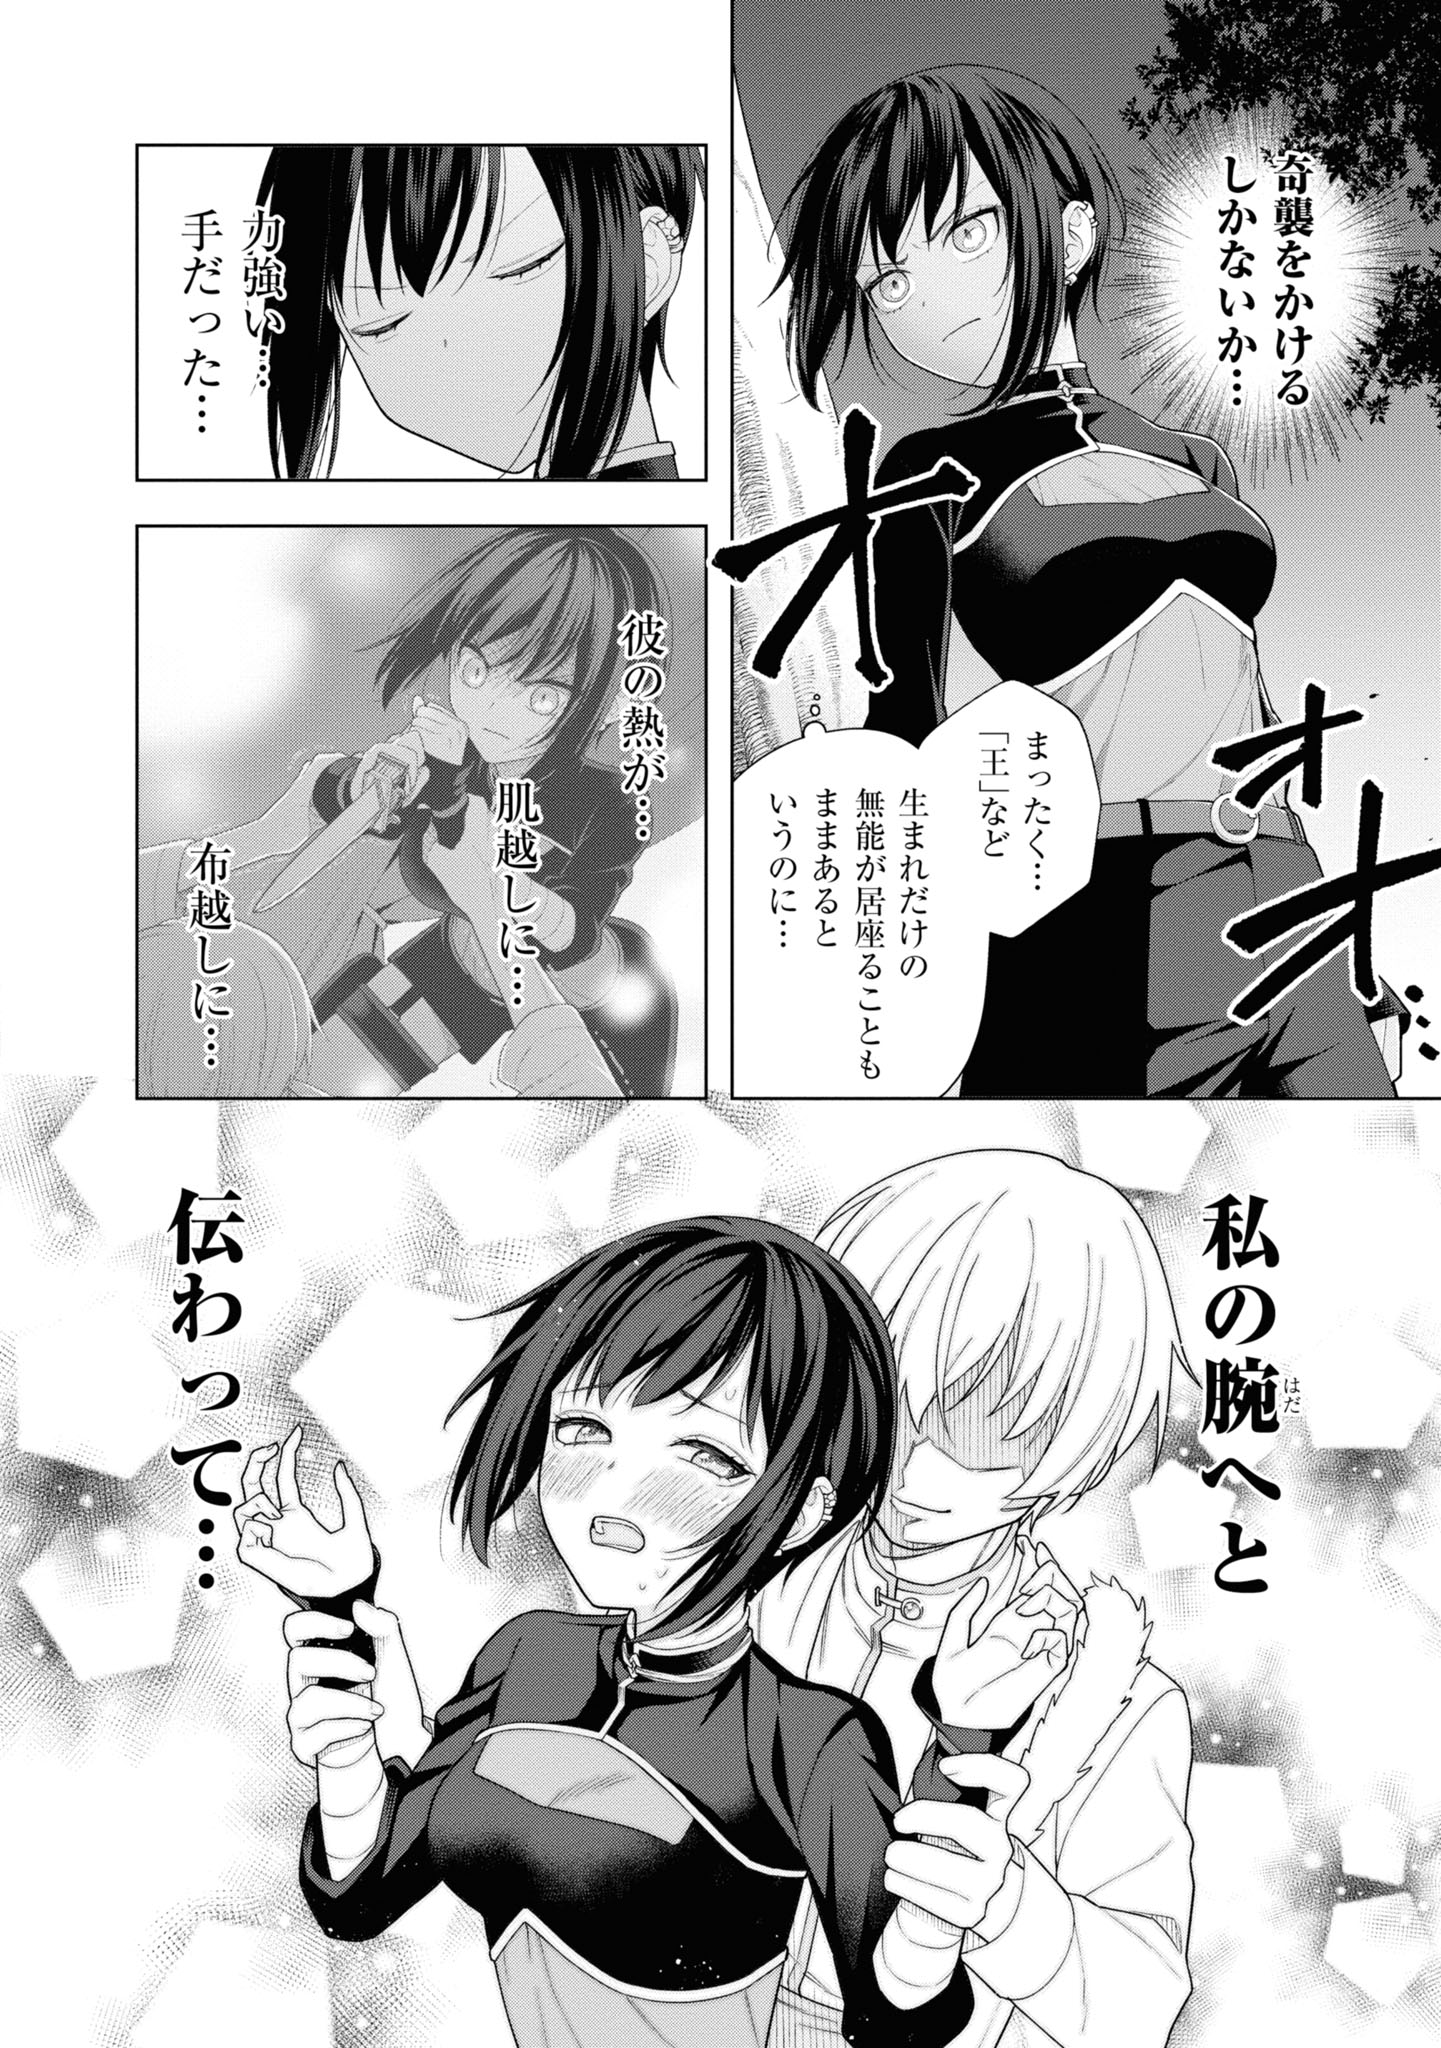 奇襲をかける
しかないか…
オ
オ
オ…
まったく…
「王」など
生まれだけの
無能が居座ることも
ままあると
いうのに…
力強い…
手だった…
彼の熱が…
肌越しに…
布越しに…
私の腕へと
はだ
伝わって…